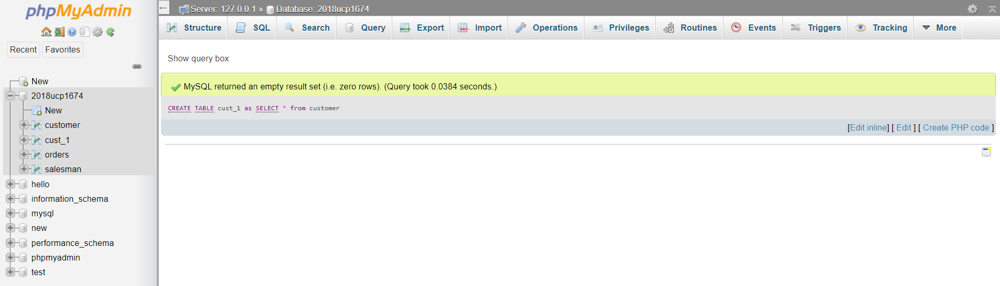 phpMyAdmin
Recent Favorites
New
2018ucp1674
New
customer
cust_1
orders
salesman
hello
information_schema
mysql
new
performance_schema
phpmyadmin
test
Server: 127.0.0.1 » Database: 2018ucp1674
Structure SQL Search Query Export Import Operations Privileges Routines Events Triggers Tracking More
Show query box
MySQL returned an empty result set (i.e. zero rows). (Query took 0.0384 seconds.)
CREATE TABLE cust_1 as SELECT * from customer
[Edit inline] [ Edit ] [ Create PHP code ]